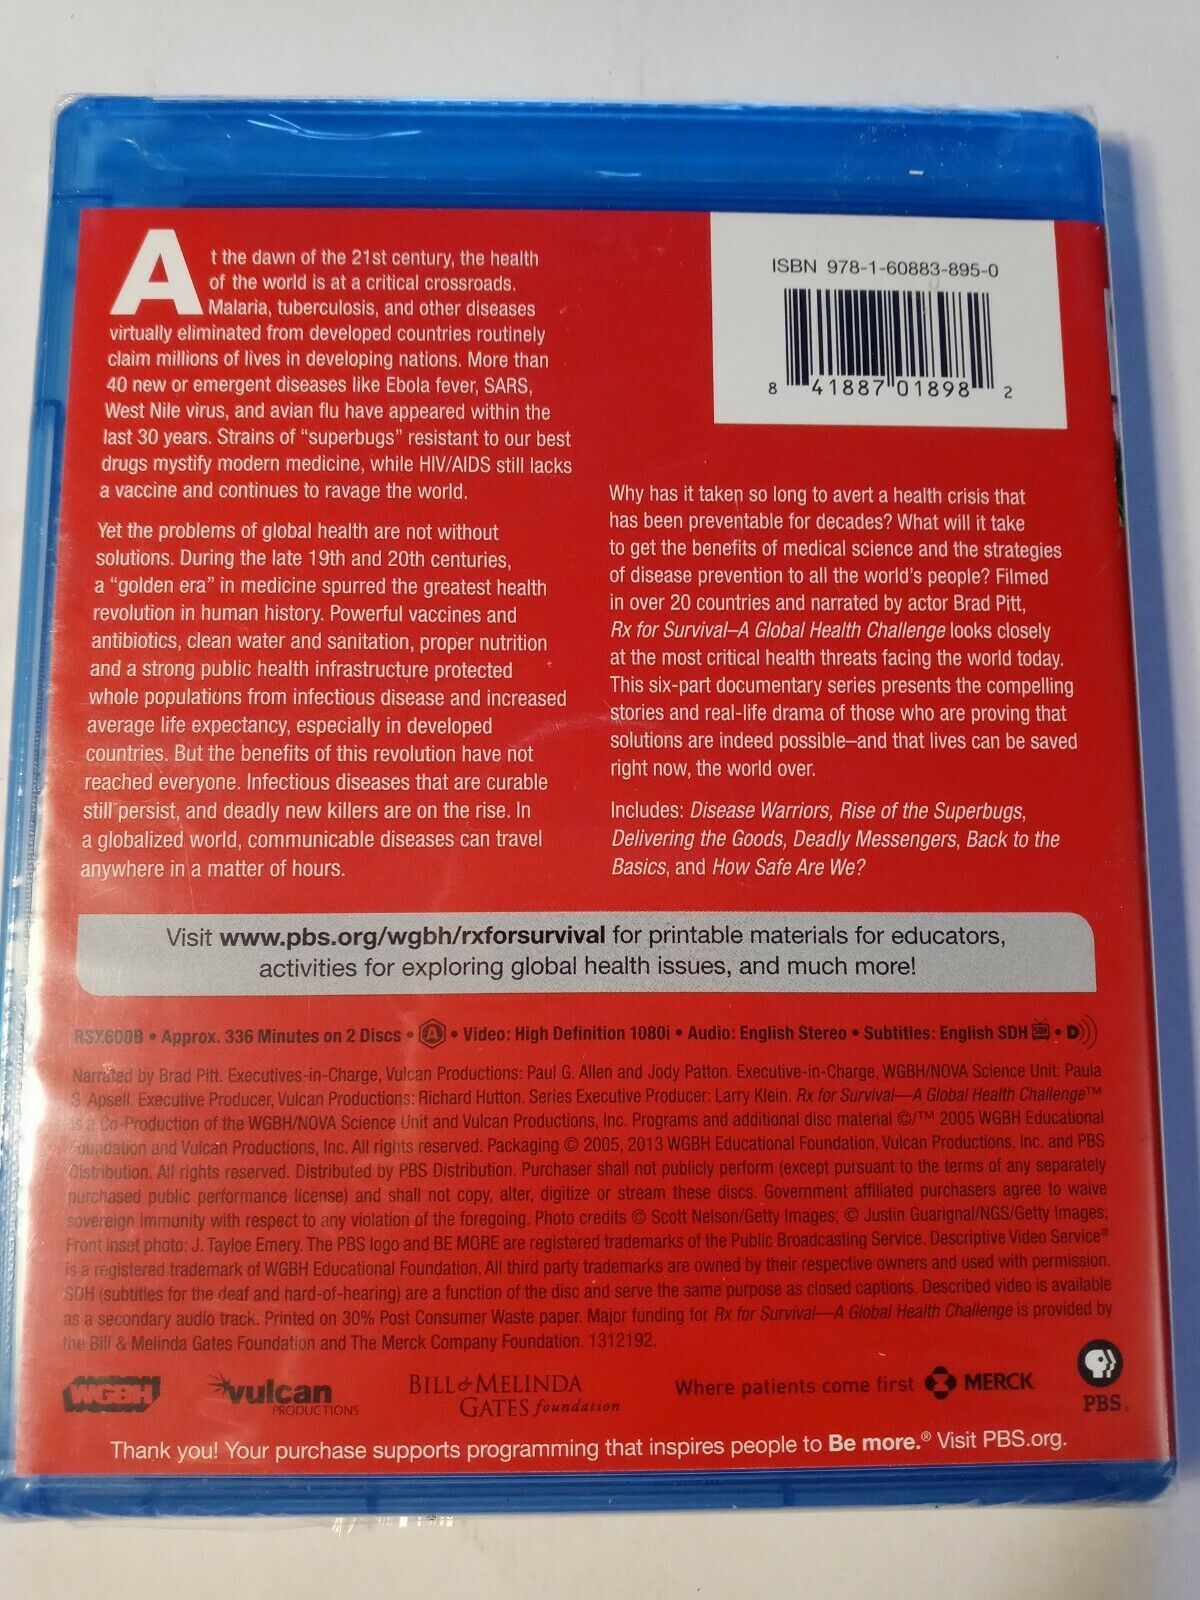 At the dawn of the 21st century, the health
of the world is at a critical crossroads.
Malaria, tuberculosis, and other diseases
virtually eliminated from developed countries routinely
claim millions of lives in developing nations. More than
40 new or emergent diseases like Ebola fever, SARS,
West Nile virus, and avian flu have appeared within the
last 30 years. Strains of “superbugs” resistant to our best
drugs mystify modern medicine, while HIV/AIDS still lacks
a vaccine and continues to ravage the world.
Yet the problems of global health are not without
solutions. During the late 19th and 20th centuries,
a “golden era” in medicine spurred the greatest health
revolution in human history. Powerful vaccines and
antibiotics, clean water and sanitation, proper nutrition
and a strong public health infrastructure protected
whole populations from infectious disease and increased
average life expectancy, especially in developed
countries. But the benefits of this revolution have not
reached everyone. Infectious diseases that are curable
still persist, and deadly new killers are on the rise. In
a globalized world, communicable diseases can travel
anywhere in a matter of hours.
ISBN 978-1-60883-895-0
8 41887 01898 2
Why has it taken so long to avert a health crisis that
has been preventable for decades? What will it take
to get the benefits of medical science and the strategies
of disease prevention to all the world’s people? Filmed
in over 20 countries and narrated by actor Brad Pitt,
Rx for Survival–A Global Health Challenge looks closely
at the most critical health threats facing the world today.
This six-part documentary series presents the compelling
stories and real-life drama of those who are proving that
solutions are indeed possible–and that lives can be saved
right now, the world over.
Includes: Disease Warriors, Rise of the Superbugs,
Delivering the Goods, Deadly Messengers, Back to the
Basics, and How Safe Are We?
Visit www.pbs.org/wgbh/rxforsurvival for printable materials for educators,
activities for exploring global health issues, and much more!
RSX600B • Approx. 336 Minutes on 2 Discs • A • Video: High Definition 1080i • Audio: English Stereo • Subtitles: English SDH SDH • D)))
Narrated by Brad Pitt. Executives-in-Charge, Vulcan Productions: Paul G. Allen and Jody Patton. Executive-in-Charge, WGBH/NOVA Science Unit: Paula
S. Apsell. Executive Producer, Vulcan Productions: Richard Hutton. Series Executive Producer: Larry Klein. Rx for Survival—A Global Health Challenge™
is a Co-Production of the WGBH/NOVA Science Unit and Vulcan Productions, Inc. Programs and additional disc material ©/™ 2005 WGBH Educational
Foundation and Vulcan Productions, Inc. All rights reserved. Packaging © 2005, 2013 WGBH Educational Foundation, Vulcan Productions, Inc. and PBS
Distribution. All rights reserved. Distributed by PBS Distribution. Purchaser shall not publicly perform (except pursuant to the terms of any separately
purchased public performance license) and shall not copy, alter, digitize or stream these discs. Government affiliated purchasers agree to waive
sovereign immunity with respect to any violation of the foregoing. Photo credits © Scott Nelson/Getty Images; © Justin Guarignal/NGS/Getty Images;
Front inset photo: J. Tayloe Emery. The PBS logo and BE MORE are registered trademarks of the Public Broadcasting Service. Descriptive Video Service®
is a registered trademark of WGBH Educational Foundation. All third party trademarks are owned by their respective owners and used with permission.
SDH (subtitles for the deaf and hard-of-hearing) are a function of the disc and serve the same purpose as closed captions. Described video is available
as a secondary audio track. Printed on 30% Post Consumer Waste paper. Major funding for Rx for Survival—A Global Health Challenge is provided by
the Bill & Melinda Gates Foundation and The Merck Company Foundation. 1312192.
WGBH
vulcan
PRODUCTIONS
BILL & MELINDA
GATES foundation
Where patients come first MERCK
PBS.
Thank you! Your purchase supports programming that inspires people to Be more.® Visit PBS.org.